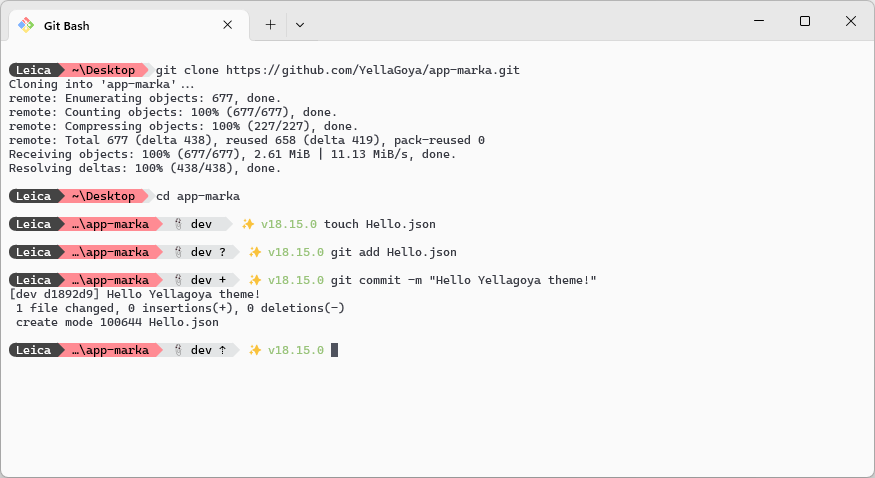 Git Bash
Leica ~\Desktop git clone https://github.com/YellaGoya/app-marka.git
Cloning into 'app-marka'...
remote: Enumerating objects: 677, done.
remote: Counting objects: 100% (677/677), done.
remote: Compressing objects: 100% (227/227), done.
remote: Total 677 (delta 438), reused 658 (delta 419), pack-reused 0
Receiving objects: 100% (677/677), 2.61 MiB | 11.13 MiB/s, done.
Resolving deltas: 100% (438/438), done.
Leica ~\Desktop cd app-marka
Leica …\app-marka dev ✨ v18.15.0 touch Hello.json
Leica …\app-marka dev ? ✨ v18.15.0 git add Hello.json
Leica …\app-marka dev + ✨ v18.15.0 git commit -m "Hello Yellagoya theme!"
[dev d1892d9] Hello Yellagoya theme!
1 file changed, 0 insertions(+), 0 deletions(-)
create mode 100644 Hello.json
Leica …\app-marka dev ↑ ✨ v18.15.0